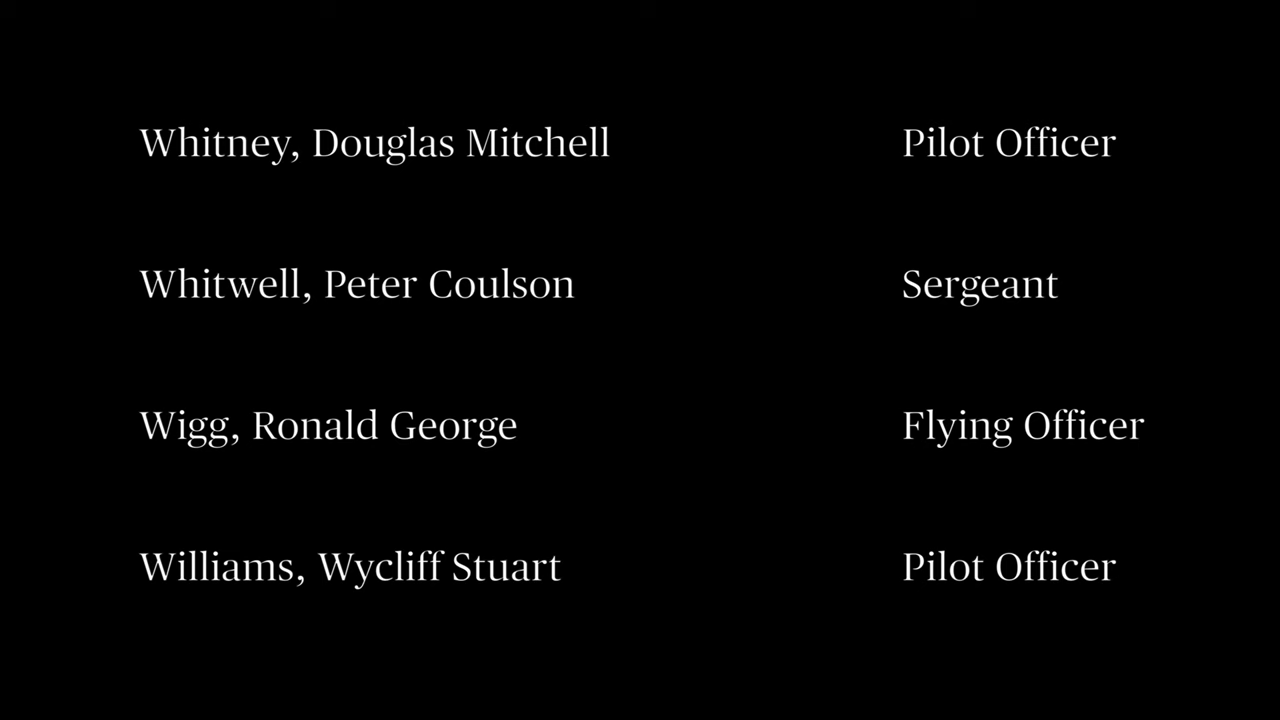 Whitney, Douglas Mitchell Pilot Officer
Whitwell, Peter Coulson Sergeant
Wigg, Ronald George Flying Officer
Williams, Wycliff Stuart Pilot Officer